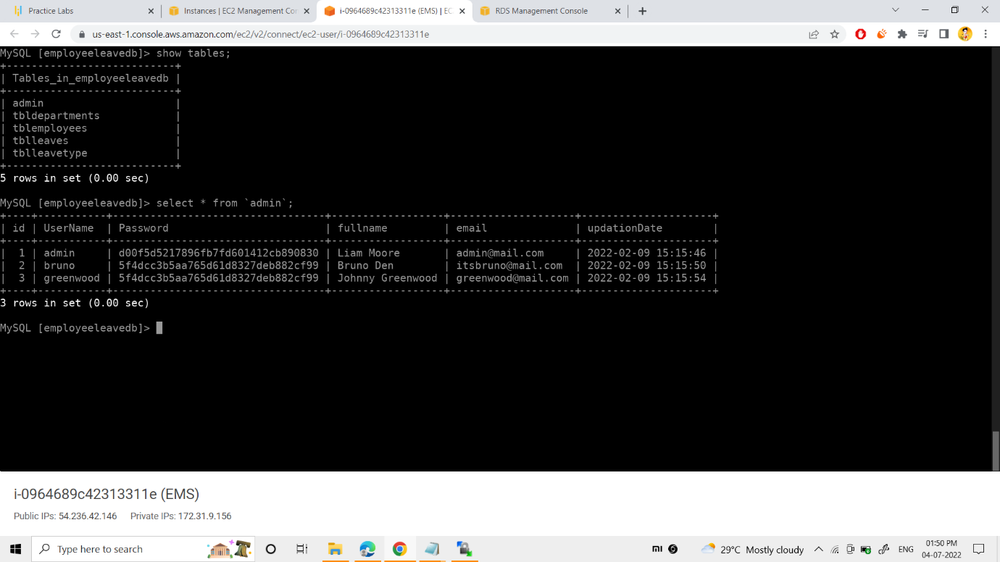 Practice Labs
Instances | EC2 Management Con
i-0964689c42313311e (EMS) | EC
RDS Management Console
us-east-1.console.aws.amazon.com/ec2/v2/connect/ec2-user/i-0964689c42313311e
MySQL [employeeleavedb]> show tables;
+---------------------------+
| Tables_in_employeeleavedb |
+---------------------------+
| admin |
| tbldepartments |
| tblemployees |
| tblleaves |
| tblleavetype |
+---------------------------+
5 rows in set (0.00 sec)
MySQL [employeeleavedb]> select * from `admin`;
+----+-----------+----------------------------------+------------------+--------------------+---------------------+
| id | UserName | Password | fullname | email | updationDate |
+----+-----------+----------------------------------+------------------+--------------------+---------------------+
| 1 | admin | d00f5d5217896fb7fd601412cb890830 | Liam Moore | admin@mail.com | 2022-02-09 15:15:46 |
| 2 | bruno | 5f4dcc3b5aa765d61d8327deb882cf99 | Bruno Den | itsbruno@mail.com | 2022-02-09 15:15:50 |
| 3 | greenwood | 5f4dcc3b5aa765d61d8327deb882cf99 | Johnny Greenwood | greenwood@mail.com | 2022-02-09 15:15:54 |
+----+-----------+----------------------------------+------------------+--------------------+---------------------+
3 rows in set (0.00 sec)
MySQL [employeeleavedb]>
i-0964689c42313311e (EMS)
Public IPs: 54.236.42.146 Private IPs: 172.31.9.156
Type here to search
29°C Mostly cloudy
ENG
01:50 PM
04-07-2022